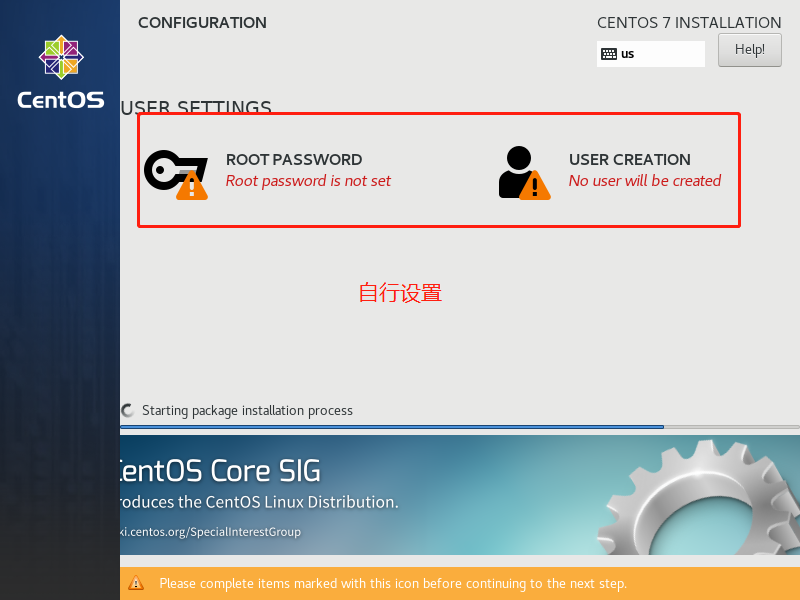 CONFIGURATION
CENTOS 7 INSTALLATION
us
Help!
CentOS
USER SETTINGS
ROOT PASSWORD
Root password is not set
USER CREATION
No user will be created
自行设置
Starting package installation process
CentOS Core SIG
roduces the CentOS Linux Distribution.
ki.centos.org/SpecialInterestGroup
Please complete items marked with this icon before continuing to the next step.